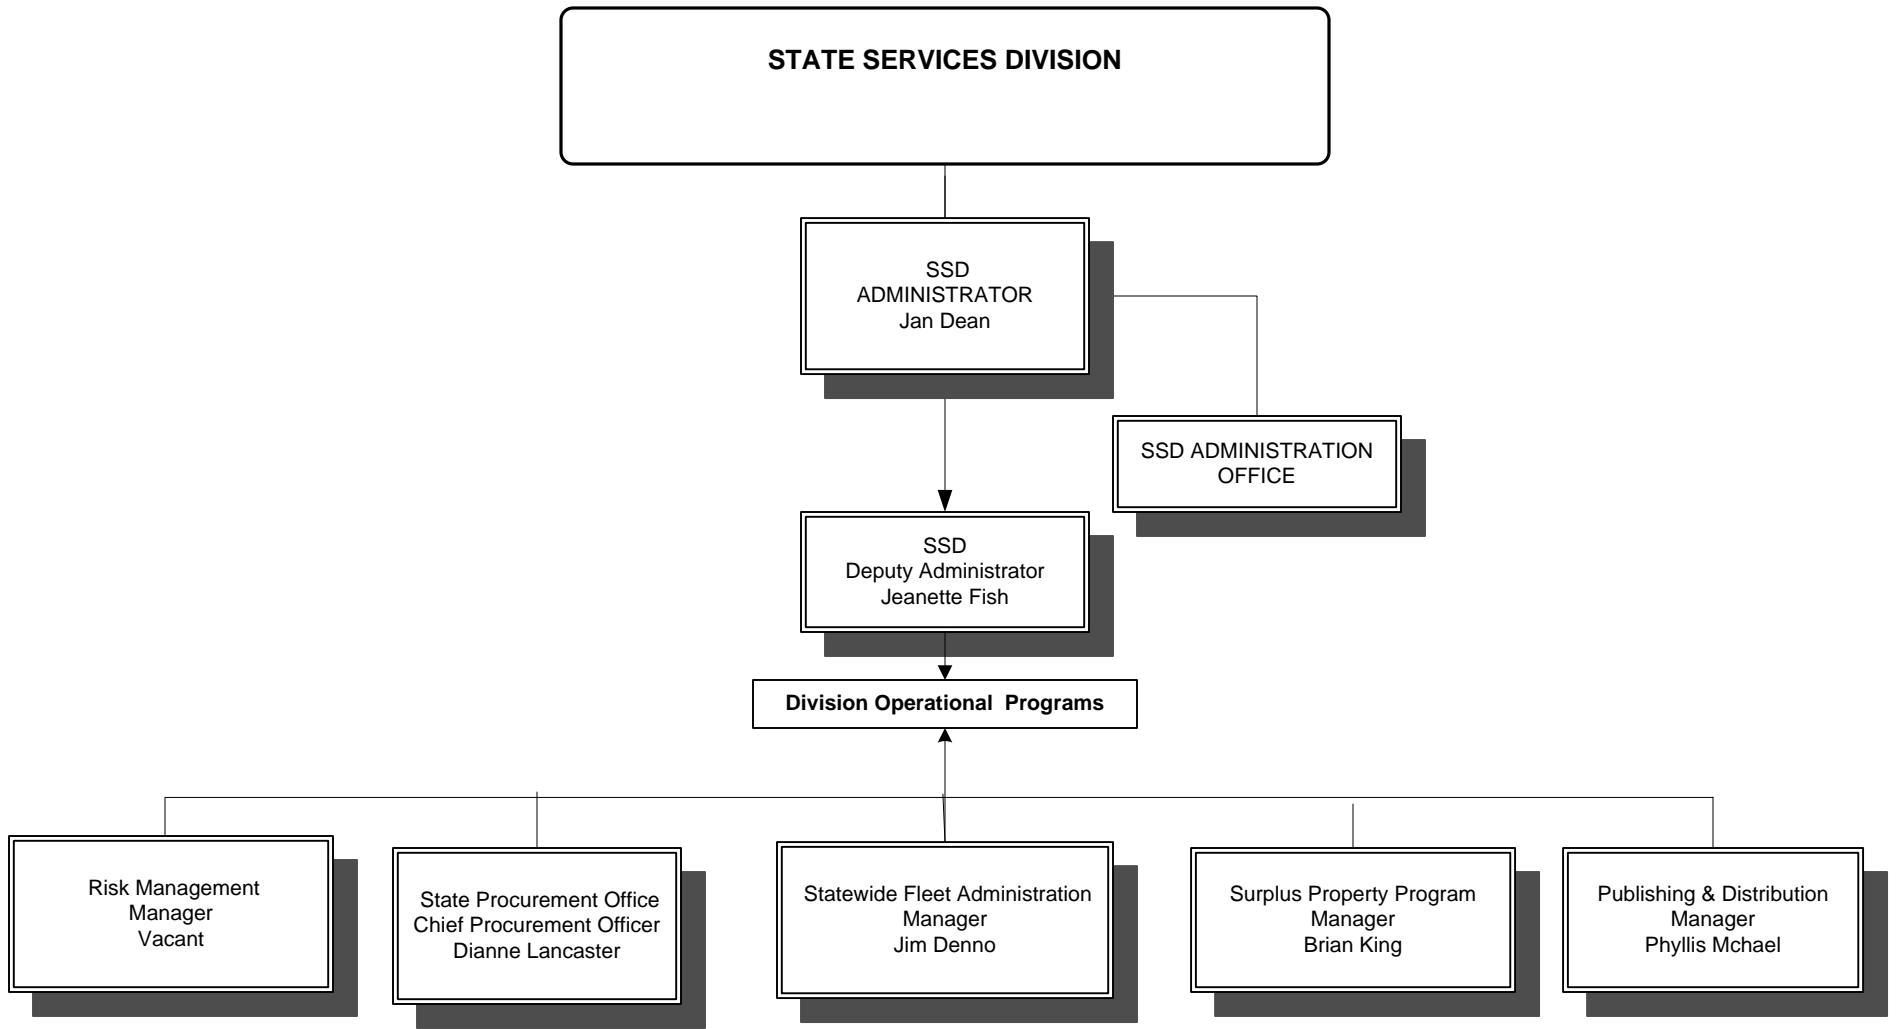 STATE SERVICES DIVISION
SSD
ADMINISTRATOR
Jan Dean
SSD ADMINISTRATION
OFFICE
SSD
Deputy Administrator
Jeanette Fish
Division Operational  Programs
Risk Management
Manager
Vacant
State Procurement Office
Chief Procurement Officer
Dianne Lancaster
Statewide Fleet Administration
Manager
Jim Denno
Surplus Property Program
Manager
Brian King
Publishing & Distribution
Manager
Phyllis Mchael